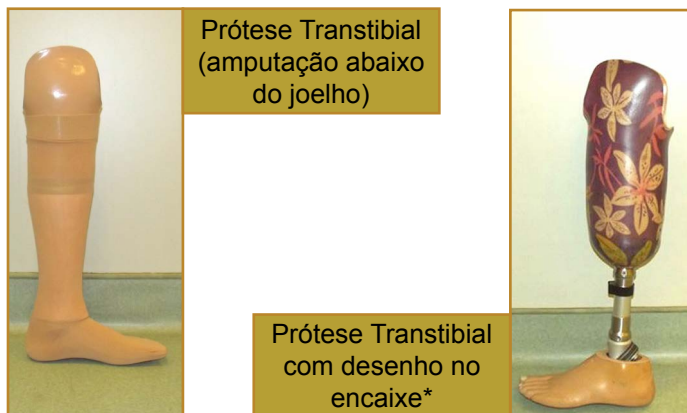 Prótese Transtibial
(amputação abaixo
do joelho)
Prótese Transtibial
com desenho no
encaixe*